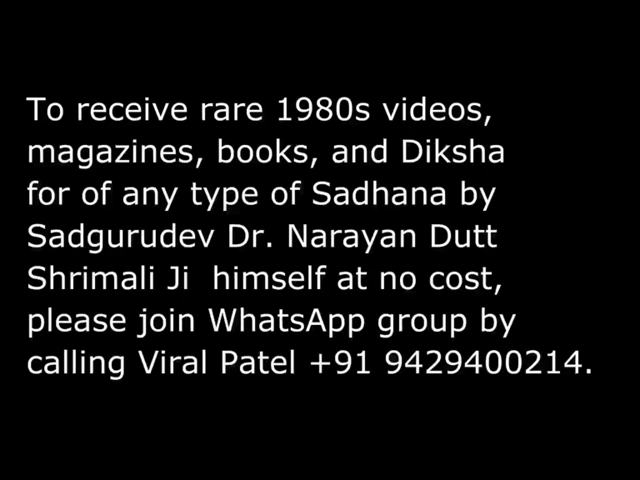 To receive rare 1980s videos,
magazines, books, and Diksha
for of any type of Sadhana by
Sadgurudev Dr. Narayan Dutt
Shrimali Ji  himself at no cost,
please join WhatsApp group by
calling Viral Patel +91 9429400214.